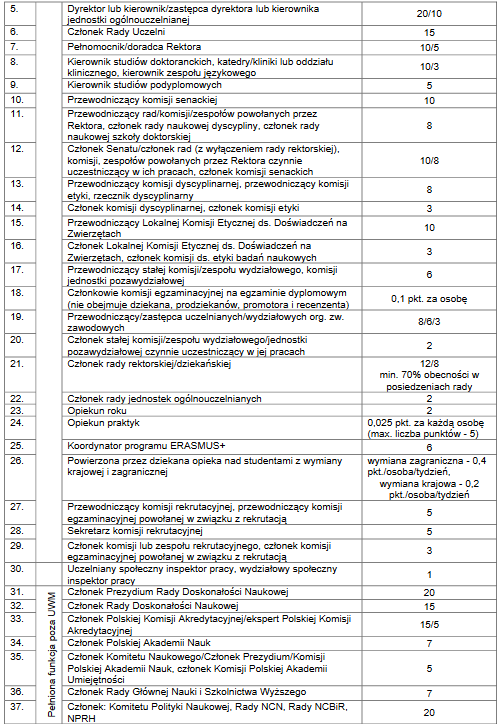 5. Dyrektor lub kierownik/zastępca dyrektora lub kierownika
jednostki ogólnouczelnianej 20/10
6. Członek Rady Uczelni 15
7. Pełnomocnik/doradca Rektora 10/5
8. Kierownik studiów doktoranckich, katedry/kliniki lub oddziału
klinicznego, kierownik zespołu językowego 10/3
9. Kierownik studiów podyplomowych 5
10. Przewodniczący komisji senackiej 10
11. Przewodniczący rad/komisji/zespołów powołanych przez
Rektora, członek rady naukowej dyscypliny, członek rady
naukowej szkoły doktorskiej 8
12. Członek Senatu/członek rad (z wyłączeniem rady rektorskiej),
komisji, zespołów powołanych przez Rektora czynnie
uczestniczący w ich pracach, członek komisji senackich 10/8
13. Przewodniczący komisji dyscyplinarnej, przewodniczący komisji
etyki, rzecznik dyscyplinarny 8
14. Członek komisji dyscyplinarnej, członek komisji etyki 3
15. Przewodniczący Lokalnej Komisji Etycznej ds. Doświadczeń na
Zwierzętach 10
16. Członek Lokalnej Komisji Etycznej ds. Doświadczeń na
Zwierzętach, członek komisji ds. etyki badań naukowych 3
17. Przewodniczący stałej komisji/zespołu wydziałowego, komisji
jednostki pozawydziałowej 6
18. Członkowie komisji egzaminacyjnej na egzaminie dyplomowym
(nie obejmuje dziekana, prodziekanów, promotora i recenzenta) 0,1 pkt. za osobę
19. Przewodniczący/zastępca uczelnianych/wydziałowych org. zw.
zawodowych 8/6/3
20. Członek stałej komisji/zespołu wydziałowego/jednostki
pozawydziałowej czynnie uczestniczący w jej pracach 2
21. Członek rady rektorskiej/dziekańskiej 12/8
min. 70% obecności w
posiedzeniach rady
22. Członek rady jednostek ogólnouczelnianych 2
23. Opiekun roku 2
24. Opiekun praktyk 0,025 pkt. za każdą osobę
(max. liczba punktów - 5)
25. Koordynator programu ERASMUS+ 6
26. Powierzona przez dziekana opieka nad studentami z wymiany
krajowej i zagranicznej wymiana zagraniczna - 0,4
pkt./osoba/tydzień,
wymiana krajowa - 0,2
pkt./osoba/tydzień
27. Przewodniczący komisji rekrutacyjnej, przewodniczący komisji
egzaminacyjnej powołanej w związku z rekrutacją 5
28. Sekretarz komisji rekrutacyjnej 5
29. Członek komisji lub zespołu rekrutacyjnego, członek komisji
egzaminacyjnej powołanej w związku z rekrutacją 3
30. Uczelniany społeczny inspektor pracy, wydziałowy społeczny
inspektor pracy 1
Pełniona funkcja poza UWM
31. Członek Prezydium Rady Doskonałości Naukowej 20
32. Członek Rady Doskonałości Naukowej 15
33. Członek Polskiej Komisji Akredytacyjnej/ekspert Polskiej Komisji
Akredytacyjnej 15/5
34. Członek Polskiej Akademii Nauk 7
35. Członek Komitetu Naukowego/Członek Prezydium/Komisji
Polskiej Akademii Nauk, członek Komisji Polskiej Akademii
Umiejętności 5
36. Członek Rady Głównej Nauki i Szkolnictwa Wyższego 7
37. Członek: Komitetu Polityki Naukowej, Rady NCN, Rady NCBiR,
NPRH 20